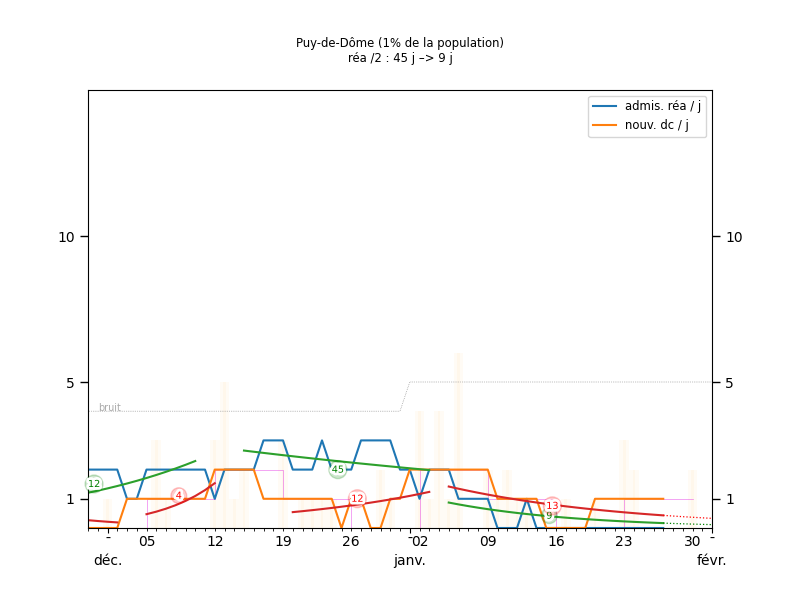 Puy-de-Dôme (1% de la population)
réa /2 : 45 j –> 9 j
admis. réa / j
nouv. dc / j
10
10
5
5
bruit
12
4
45
12
13
9
1
1
05
12
19
26
02
09
16
23
30
déc.
janv.
févr.